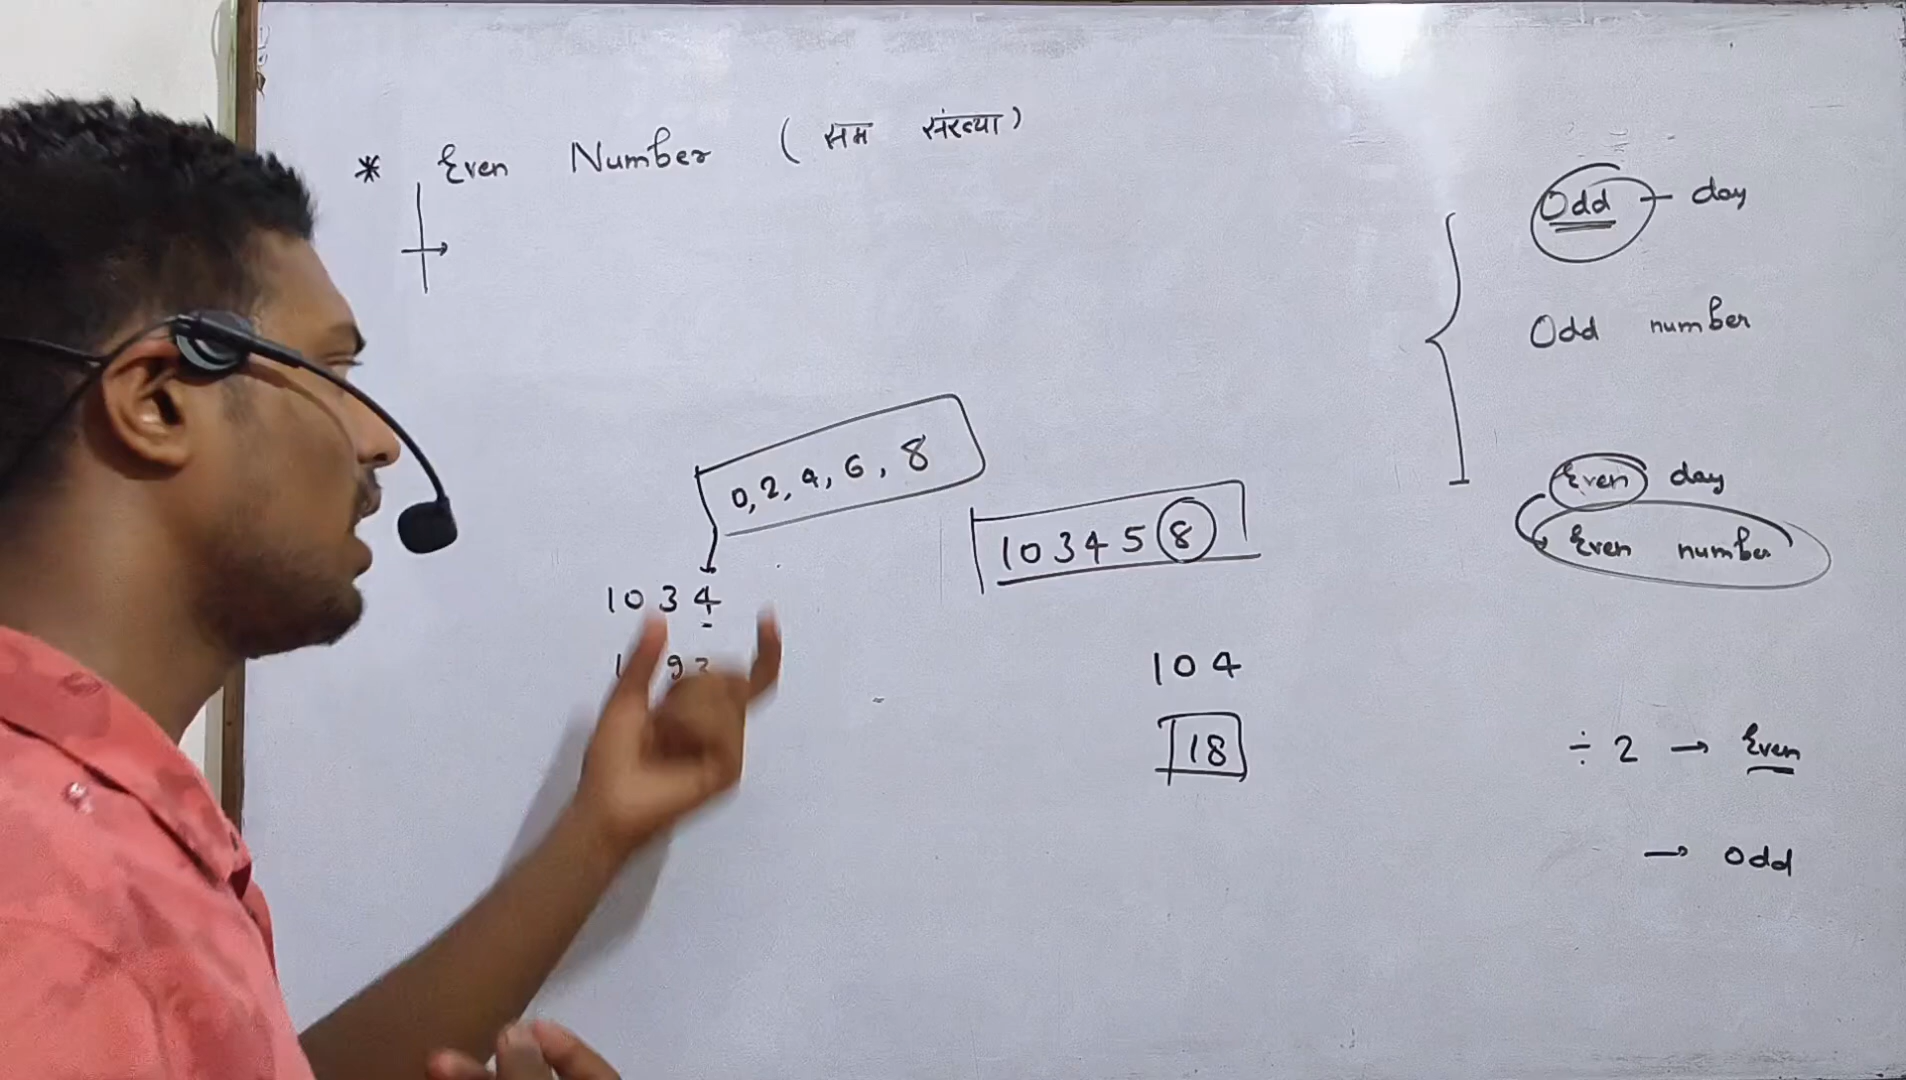 * Even Number (सम संख्या)
0, 2, 4, 6, 8
103458
1034
104
18
Odd - day
Odd number
Even day
Even number
÷ 2 → Even
→ odd